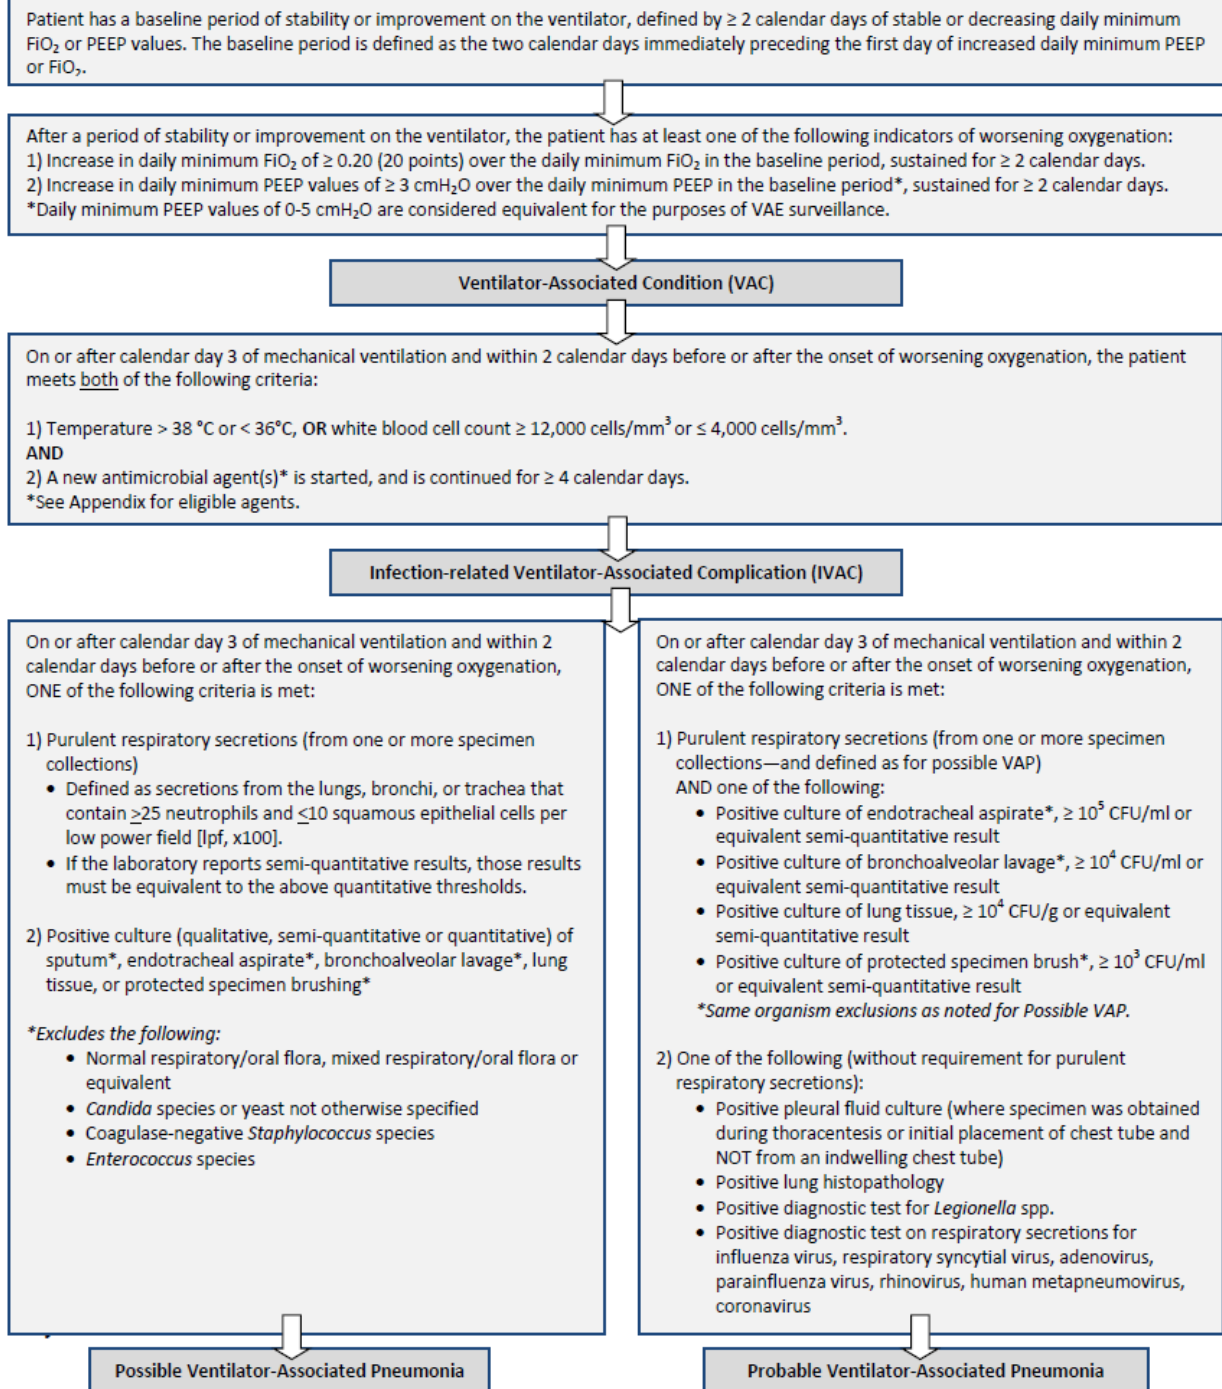 Patient has a baseline period of stability or improvement on the ventilator, defined by ≥ 2 calendar days of stable or decreasing daily minimum
FiO₂ or PEEP values. The baseline period is defined as the two calendar days immediately preceding the first day of increased daily minimum PEEP
or FiO₂.
After a period of stability or improvement on the ventilator, the patient has at least one of the following indicators of worsening oxygenation:
1) Increase in daily minimum FiO₂ of ≥ 0.20 (20 points) over the daily minimum FiO₂ in the baseline period, sustained for ≥ 2 calendar days.
2) Increase in daily minimum PEEP values of ≥ 3 cmH₂O over the daily minimum PEEP in the baseline period*, sustained for ≥ 2 calendar days.
*Daily minimum PEEP values of 0-5 cmH₂O are considered equivalent for the purposes of VAE surveillance.
Ventilator-Associated Condition (VAC)
On or after calendar day 3 of mechanical ventilation and within 2 calendar days before or after the onset of worsening oxygenation, the patient
meets both of the following criteria:
1) Temperature > 38 °C or < 36°C, OR white blood cell count ≥ 12,000 cells/mm³ or ≤ 4,000 cells/mm³.
AND
2) A new antimicrobial agent(s)* is started, and is continued for ≥ 4 calendar days.
*See Appendix for eligible agents.
Infection-related Ventilator-Associated Complication (IVAC)
On or after calendar day 3 of mechanical ventilation and within 2
calendar days before or after the onset of worsening oxygenation,
ONE of the following criteria is met:
1) Purulent respiratory secretions (from one or more specimen
collections)
• Defined as secretions from the lungs, bronchi, or trachea that
contain ≥25 neutrophils and ≤10 squamous epithelial cells per
low power field [lpf, x100].
• If the laboratory reports semi-quantitative results, those results
must be equivalent to the above quantitative thresholds.
2) Positive culture (qualitative, semi-quantitative or quantitative) of
sputum*, endotracheal aspirate*, bronchoalveolar lavage*, lung
tissue, or protected specimen brushing*
*Excludes the following:
• Normal respiratory/oral flora, mixed respiratory/oral flora or
equivalent
• Candida species or yeast not otherwise specified
• Coagulase-negative Staphylococcus species
• Enterococcus species
Possible Ventilator-Associated Pneumonia
On or after calendar day 3 of mechanical ventilation and within 2
calendar days before or after the onset of worsening oxygenation,
ONE of the following criteria is met:
1) Purulent respiratory secretions (from one or more specimen
collections—and defined as for possible VAP)
AND one of the following:
• Positive culture of endotracheal aspirate*, ≥ 10⁵ CFU/ml or
equivalent semi-quantitative result
• Positive culture of bronchoalveolar lavage*, ≥ 10⁴ CFU/ml or
equivalent semi-quantitative result
• Positive culture of lung tissue, ≥ 10⁴ CFU/g or equivalent
semi-quantitative result
• Positive culture of protected specimen brush*, ≥ 10³ CFU/ml
or equivalent semi-quantitative result
*Same organism exclusions as noted for Possible VAP.
2) One of the following (without requirement for purulent
respiratory secretions):
• Positive pleural fluid culture (where specimen was obtained
during thoracentesis or initial placement of chest tube and
NOT from an indwelling chest tube)
• Positive lung histopathology
• Positive diagnostic test for Legionella spp.
• Positive diagnostic test on respiratory secretions for
influenza virus, respiratory syncytial virus, adenovirus,
parainfluenza virus, rhinovirus, human metapneumovirus,
coronavirus
Probable Ventilator-Associated Pneumonia